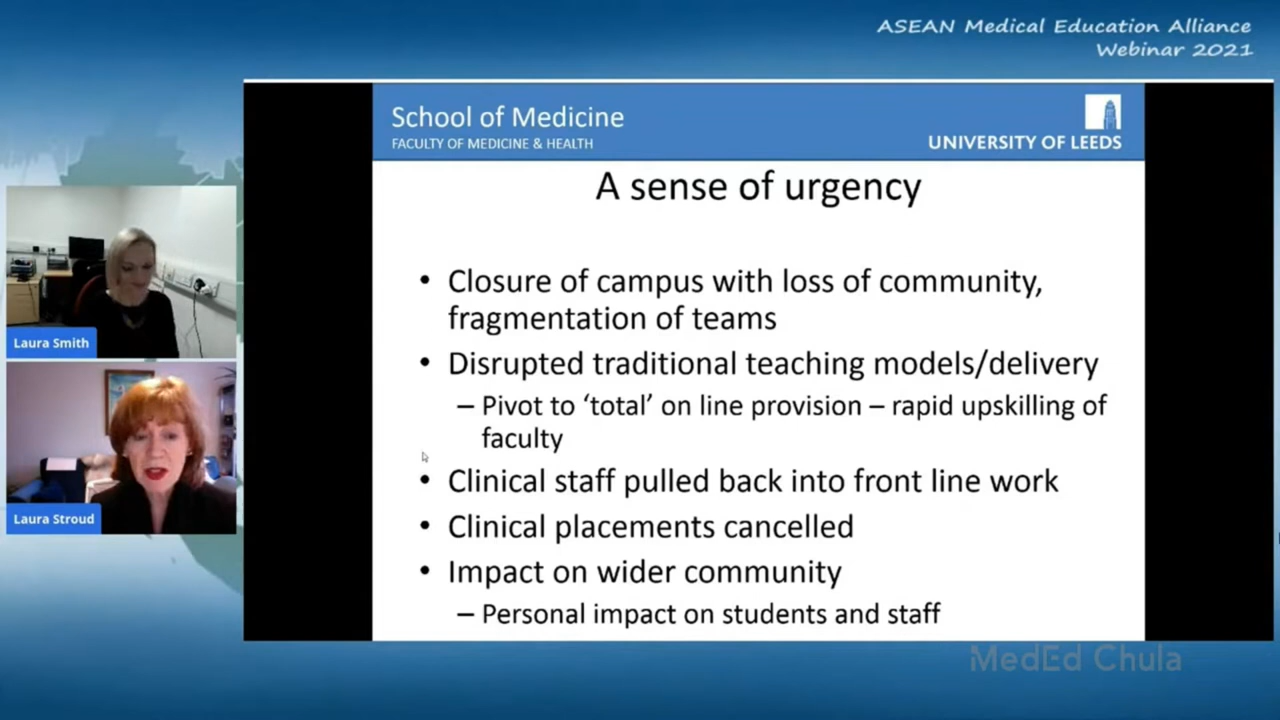 ASEAN Medical Education Alliance
Webinar 2021
School of Medicine
FACULTY OF MEDICINE & HEALTH
UNIVERSITY OF LEEDS
A sense of urgency
• Closure of campus with loss of community,
fragmentation of teams
• Disrupted traditional teaching models/delivery
– Pivot to ‘total’ on line provision – rapid upskilling of
faculty
• Clinical staff pulled back into front line work
• Clinical placements cancelled
• Impact on wider community
– Personal impact on students and staff
Laura Smith
Laura Stroud
MedEd Chula